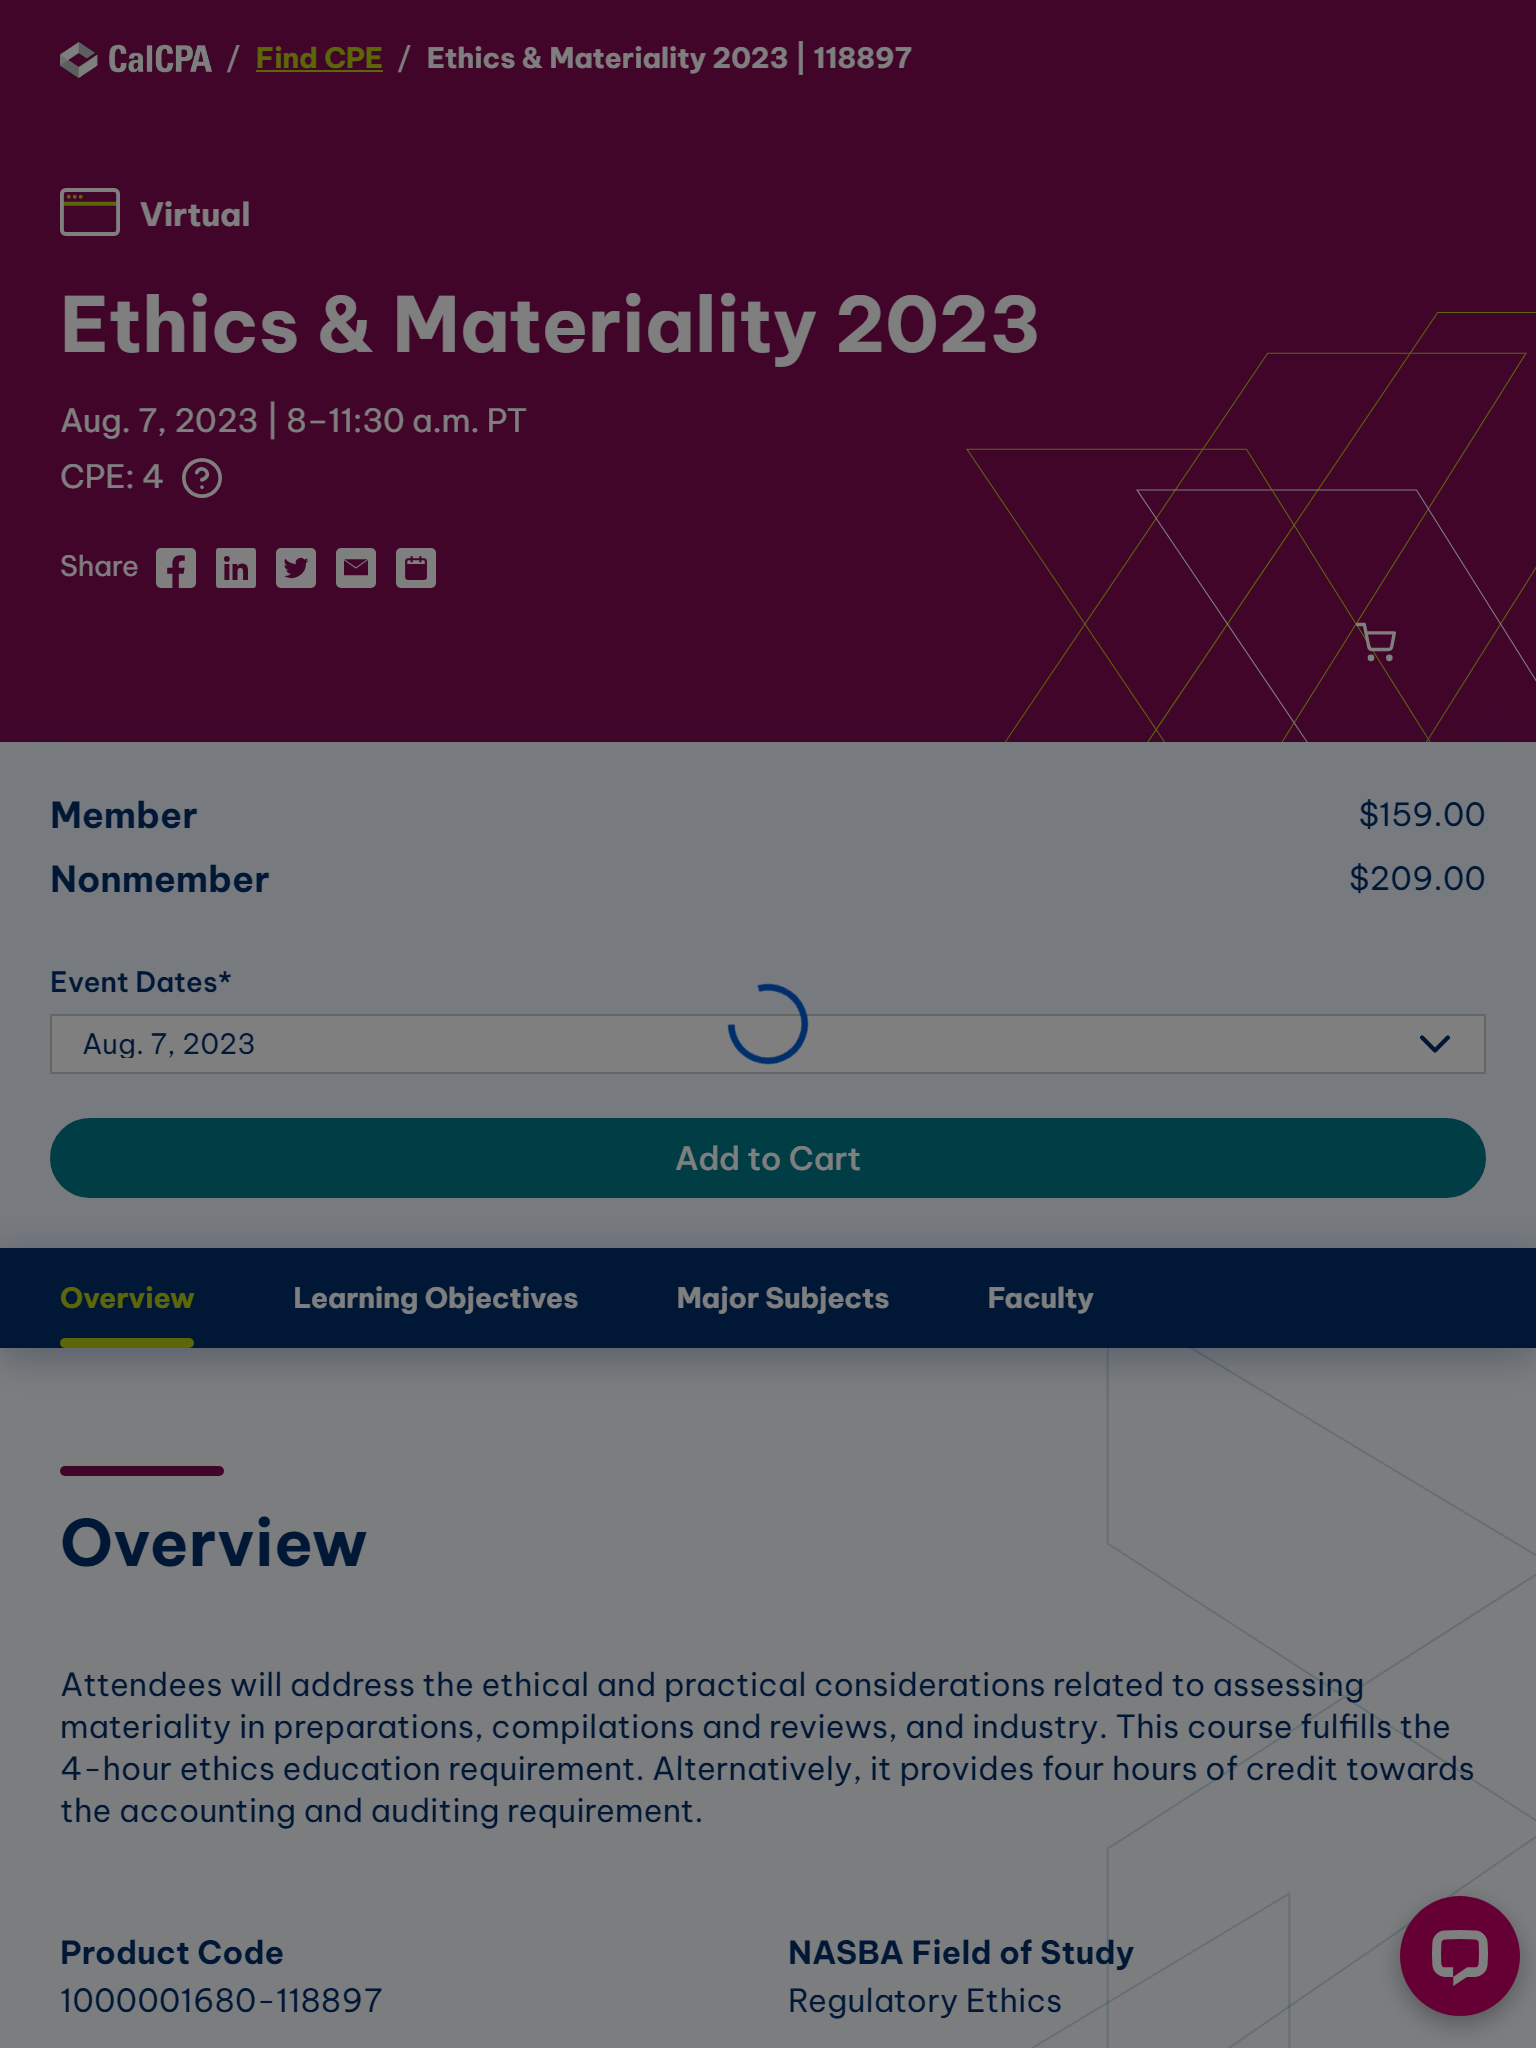 CalCPA / Find CPE / Ethics & Materiality 2023 | 118897
Virtual
Ethics & Materiality 2023
Aug. 7, 2023 | 8–11:30 a.m. PT
CPE: 4 ?
Share
Member $159.00
Nonmember $209.00
Event Dates*
Aug. 7, 2023
Add to Cart
Overview Learning Objectives Major Subjects Faculty
Overview
Attendees will address the ethical and practical considerations related to assessing
materiality in preparations, compilations and reviews, and industry. This course fulfills the
4-hour ethics education requirement. Alternatively, it provides four hours of credit towards
the accounting and auditing requirement.
Product Code NASBA Field of Study
1000001680-118897 Regulatory Ethics